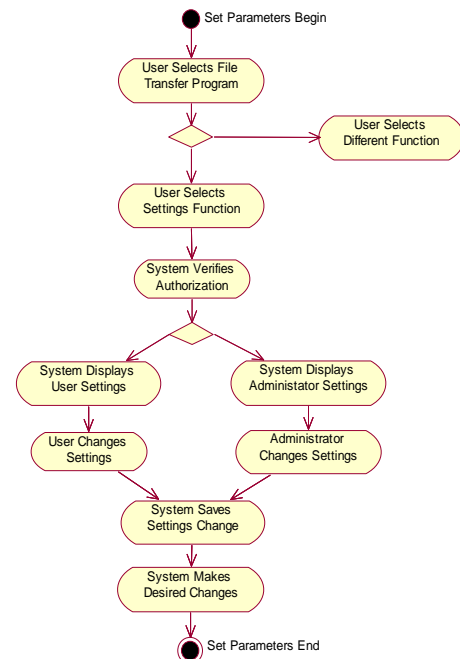 Set Parameters Begin
User Selects File
Transfer Program
User Selects
Different Function
User Selects
Settings Function
System Verifies
Authorization
System Displays
User Settings
System Displays
Administator Settings
User Changes
Settings
Administrator
Changes Settings
System Saves
Settings Change
System Makes
Desired Changes
Set Parameters End